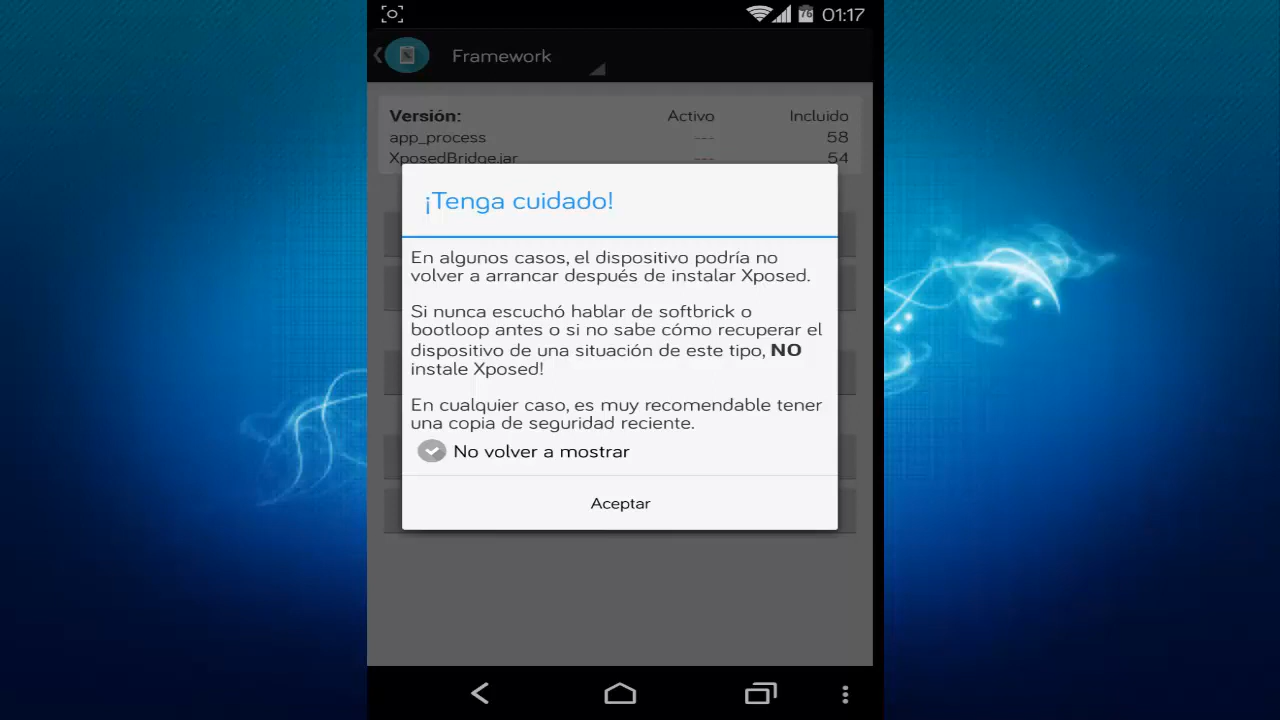 76 01:17
Framework
Versión: Activo Incluido
app_process --- 58
XposedBridge.jar --- 54
¡Tenga cuidado!
En algunos casos, el dispositivo podría no
volver a arrancar después de instalar Xposed.
Si nunca escuchó hablar de softbrick o
bootloop antes o si no sabe cómo recuperar el
dispositivo de una situación de este tipo, NO
instale Xposed!
En cualquier caso, es muy recomendable tener
una copia de seguridad reciente.
No volver a mostrar
Aceptar